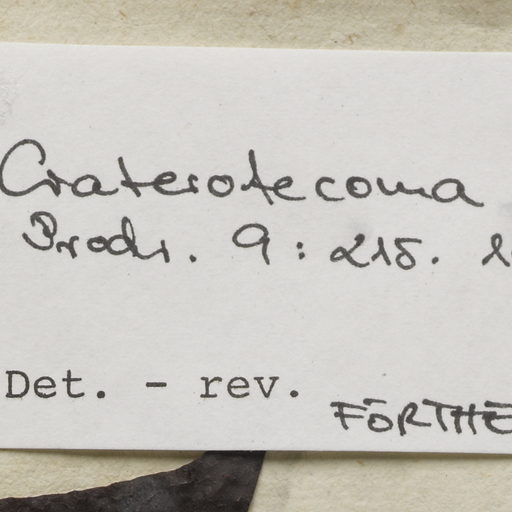 Craterotecoma
Prodr. 9: 215.
Det. - rev.
FÖRTHE